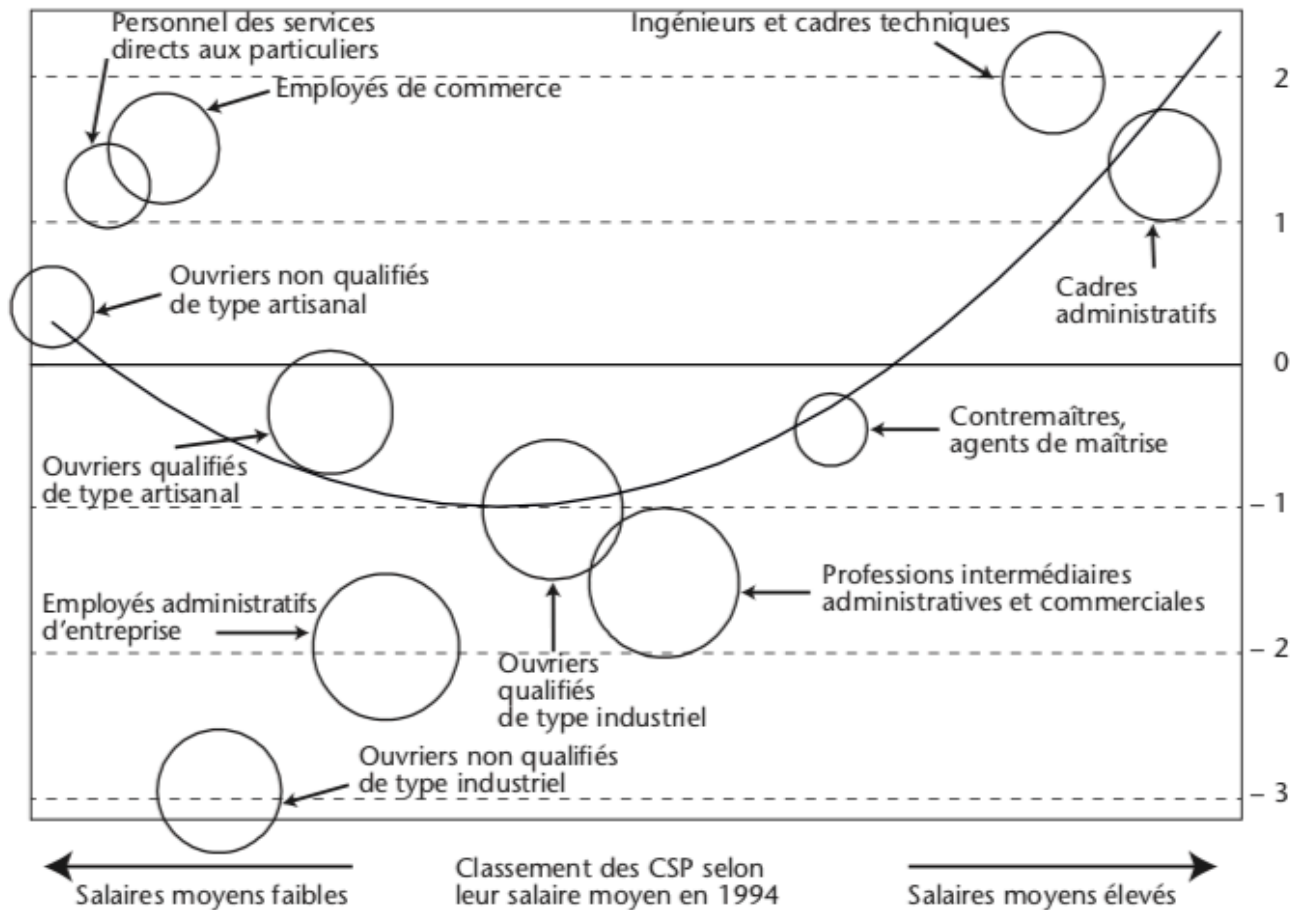 Personnel des services
directs aux particuliers
Employés de commerce
Ingénieurs et cadres techniques
2
1
Ouvriers non qualifiés
de type artisanal
Cadres
administratifs
0
Contremaîtres,
agents de maîtrise
Ouvriers qualifiés
de type artisanal
– 1
Professions intermédiaires
administratives et commerciales
Employés administratifs
d'entreprise
– 2
Ouvriers
qualifiés
de type industriel
Ouvriers non qualifiés
de type industriel
– 3
Salaires moyens faibles
Classement des CSP selon
leur salaire moyen en 1994
Salaires moyens élevés